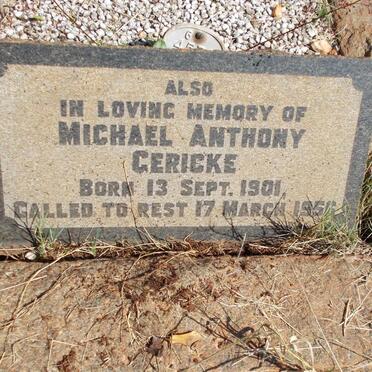 ALSO
IN LOVING MEMORY OF
MICHAEL ANTHONY
GERICKE
BORN 13 SEPT. 1901,
CALLED TO REST 17 MARCH